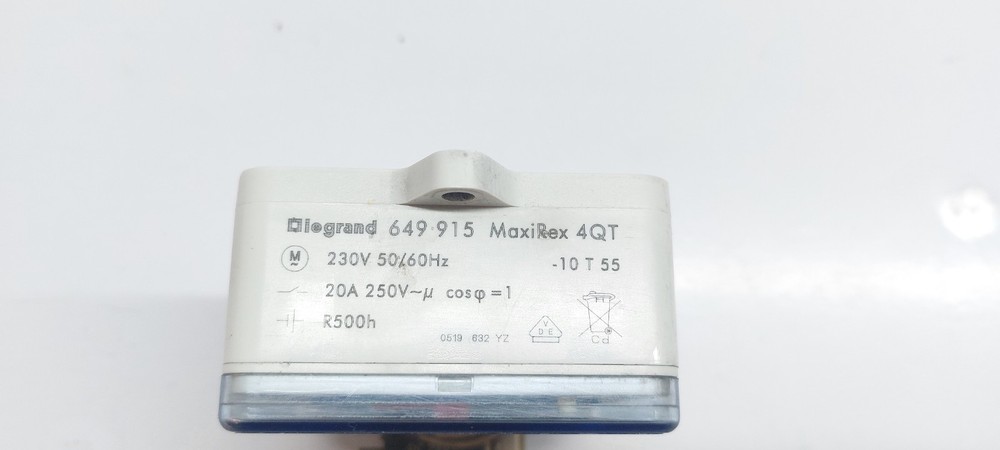 legrand 649 915 MaxiRex 4QT
M~ 230V 50/60Hz -10 T 55
20A 250V~μ cosφ=1
R500h
0519 632 YZ
VDE
Cd